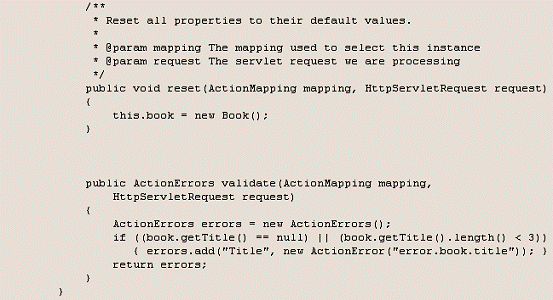 /**
 * Reset all properties to their default values.
 *
 * @param mapping The mapping used to select this instance
 * @param request The servlet request we are processing
 */
public void reset(ActionMapping mapping, HttpServletRequest request)
{
    this.book = new Book();
}
public ActionErrors validate(ActionMapping mapping,
    HttpServletRequest request)
{
    ActionErrors errors = new ActionErrors();
    if ((book.getTitle() == null) || (book.getTitle().length() < 3))
       { errors.add("Title", new ActionError("error.book.title")); }
    return errors;
}
}